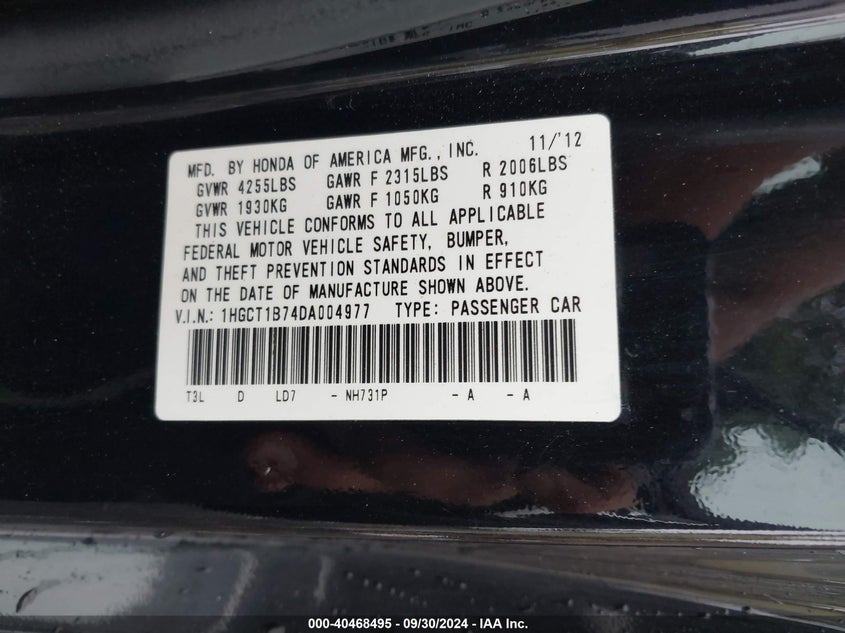 MFD. BY HONDA OF AMERICA MFG., INC. 11/'12
GVWR 4255LBS GAWR F 2315LBS R 2006LBS
GVWR 1930KG GAWR F 1050KG R 910KG
THIS VEHICLE CONFORMS TO ALL APPLICABLE
FEDERAL MOTOR VEHICLE SAFETY, BUMPER,
AND THEFT PREVENTION STANDARDS IN EFFECT
ON THE DATE OF MANUFACTURE SHOWN ABOVE.
V.I.N.: 1HGCT1B74DA004977 TYPE: PASSENGER CAR
T3L D LD7 - NH731P - A - A
000-40468495 - 09/30/2024 - IAA Inc.